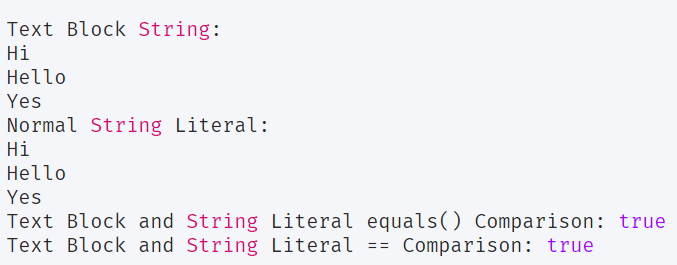 Text Block String:
Hi
Hello
Yes
Normal String Literal:
Hi
Hello
Yes
Text Block and String Literal equals() Comparison: true
Text Block and String Literal == Comparison: true